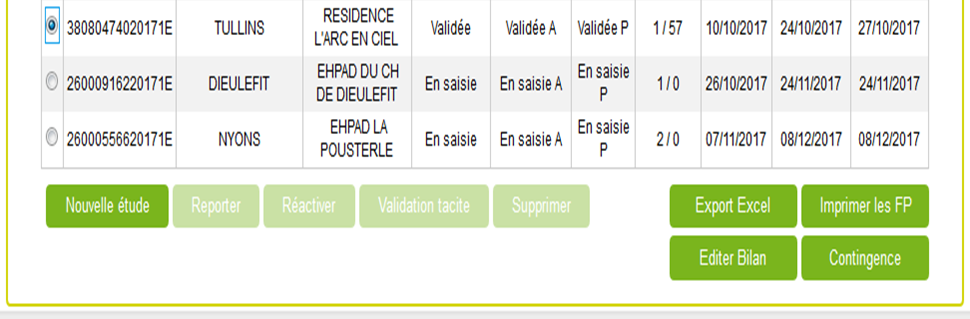 38080474020171E TULLINS RESIDENCE L'ARC EN CIEL Validée Validée A Validée P 1 / 57 10/10/2017 24/10/2017 27/10/2017
26000916220171E DIEULEFIT EHPAD DU CH DE DIEULEFIT En saisie En saisie A En saisie P 1 / 0 26/10/2017 24/11/2017 24/11/2017
26000556620171E NYONS EHPAD LA POUSTERLE En saisie En saisie A En saisie P 2 / 0 07/11/2017 08/12/2017 08/12/2017
Nouvelle étude Reporter Réactiver Validation tacite Supprimer Export Excel Imprimer les FP
Editer Bilan Contingence